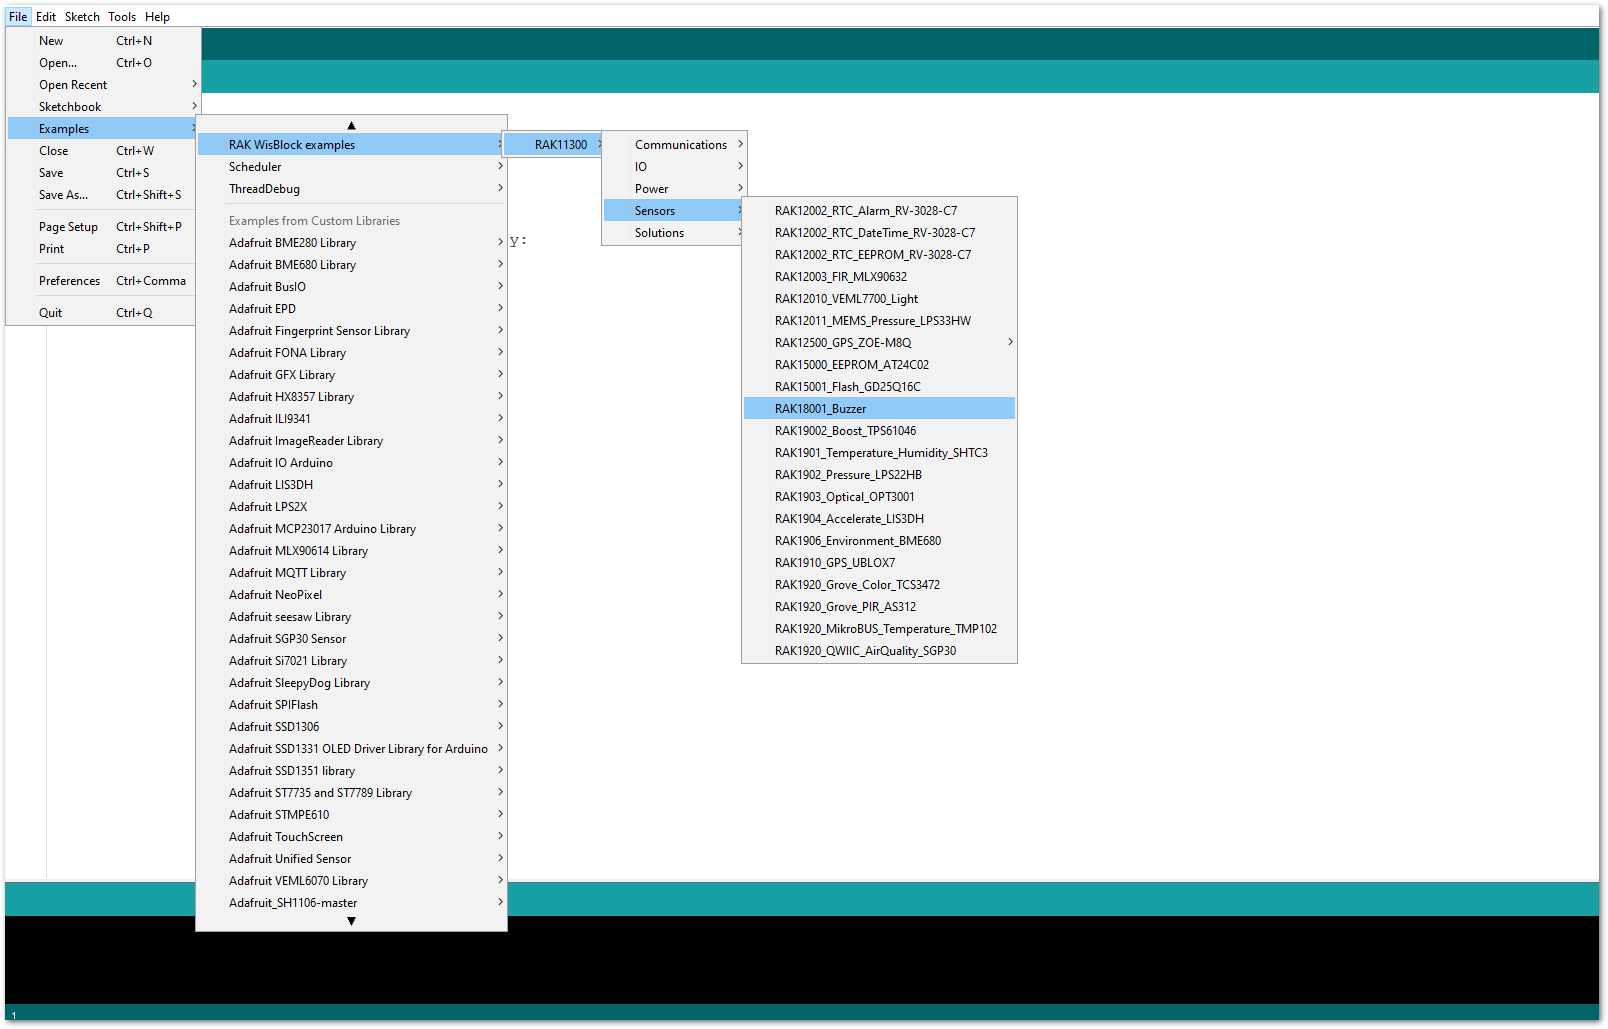 File Edit Sketch Tools Help
New Ctrl+N
Open... Ctrl+O
Open Recent
Sketchbook
Examples
Close Ctrl+W
Save Ctrl+S
Save As... Ctrl+Shift+S
Page Setup Ctrl+Shift+P
Print Ctrl+P
Preferences Ctrl+Comma
Quit Ctrl+Q
RAK WisBlock examples
Scheduler
ThreadDebug
Examples from Custom Libraries
Adafruit BME280 Library
Adafruit BME680 Library
Adafruit BusIO
Adafruit EPD
Adafruit Fingerprint Sensor Library
Adafruit FONA Library
Adafruit GFX Library
Adafruit HX8357 Library
Adafruit ILI9341
Adafruit ImageReader Library
Adafruit IO Arduino
Adafruit LIS3DH
Adafruit LPS2X
Adafruit MCP23017 Arduino Library
Adafruit MLX90614 Library
Adafruit MQTT Library
Adafruit NeoPixel
Adafruit seesaw Library
Adafruit SGP30 Sensor
Adafruit Si7021 Library
Adafruit SleepyDog Library
Adafruit SPIFlash
Adafruit SSD1306
Adafruit SSD1331 OLED Driver Library for Arduino
Adafruit SSD1351 library
Adafruit ST7735 and ST7789 Library
Adafruit STMPE610
Adafruit TouchScreen
Adafruit Unified Sensor
Adafruit VEML6070 Library
Adafruit_SH1106-master
RAK11300
y:
Communications
IO
Power
Sensors
Solutions
RAK12002_RTC_Alarm_RV-3028-C7
RAK12002_RTC_DateTime_RV-3028-C7
RAK12002_RTC_EEPROM_RV-3028-C7
RAK12003_FIR_MLX90632
RAK12010_VEML7700_Light
RAK12011_MEMS_Pressure_LPS33HW
RAK12500_GPS_ZOE-M8Q
RAK15000_EEPROM_AT24C02
RAK15001_Flash_GD25Q16C
RAK18001_Buzzer
RAK19002_Boost_TPS61046
RAK1901_Temperature_Humidity_SHTC3
RAK1902_Pressure_LPS22HB
RAK1903_Optical_OPT3001
RAK1904_Accelerate_LIS3DH
RAK1906_Environment_BME680
RAK1910_GPS_UBLOX7
RAK1920_Grove_Color_TCS3472
RAK1920_Grove_PIR_AS312
RAK1920_MikroBUS_Temperature_TMP102
RAK1920_QWIIC_AirQuality_SGP30
1